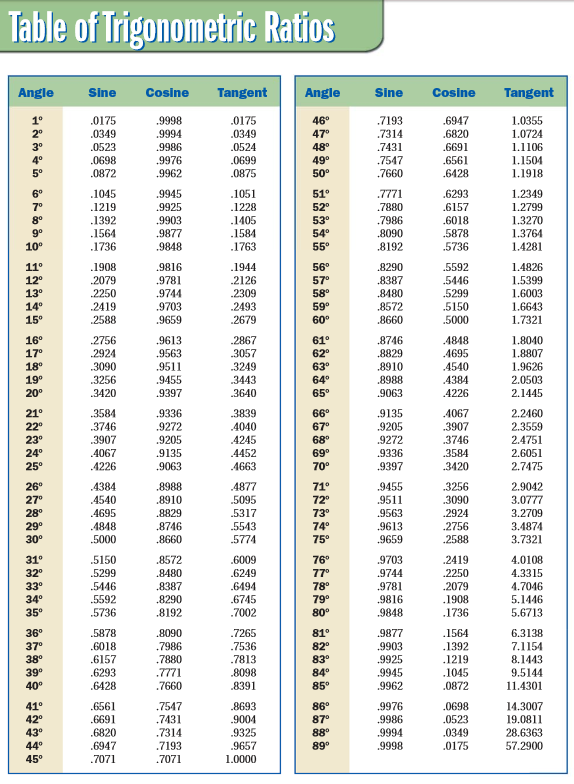 Table of Trigonometric Ratios
Angle Sine Cosine Tangent
1° .0175 .9998 .0175
2° .0349 .9994 .0349
3° .0523 .9986 .0524
4° .0698 .9976 .0699
5° .0872 .9962 .0875
6° .1045 .9945 .1051
7° .1219 .9925 .1228
8° .1392 .9903 .1405
9° .1564 .9877 .1584
10° .1736 .9848 .1763
11° .1908 .9816 .1944
12° .2079 .9781 .2126
13° .2250 .9744 .2309
14° .2419 .9703 .2493
15° .2588 .9659 .2679
16° .2756 .9613 .2867
17° .2924 .9563 .3057
18° .3090 .9511 .3249
19° .3256 .9455 .3443
20° .3420 .9397 .3640
21° .3584 .9336 .3839
22° .3746 .9272 .4040
23° .3907 .9205 .4245
24° .4067 .9135 .4452
25° .4226 .9063 .4663
26° .4384 .8988 .4877
27° .4540 .8910 .5095
28° .4695 .8829 .5317
29° .4848 .8746 .5543
30° .5000 .8660 .5774
31° .5150 .8572 .6009
32° .5299 .8480 .6249
33° .5446 .8387 .6494
34° .5592 .8290 .6745
35° .5736 .8192 .7002
36° .5878 .8090 .7265
37° .6018 .7986 .7536
38° .6157 .7880 .7813
39° .6293 .7771 .8098
40° .6428 .7660 .8391
41° .6561 .7547 .8693
42° .6691 .7431 .9004
43° .6820 .7314 .9325
44° .6947 .7193 .9657
45° .7071 .7071 1.0000
Angle Sine Cosine Tangent
46° .7193 .6947 1.0355
47° .7314 .6820 1.0724
48° .7431 .6691 1.1106
49° .7547 .6561 1.1504
50° .7660 .6428 1.1918
51° .7771 .6293 1.2349
52° .7880 .6157 1.2799
53° .7986 .6018 1.3270
54° .8090 .5878 1.3764
55° .8192 .5736 1.4281
56° .8290 .5592 1.4826
57° .8387 .5446 1.5399
58° .8480 .5299 1.6003
59° .8572 .5150 1.6643
60° .8660 .5000 1.7321
61° .8746 .4848 1.8040
62° .8829 .4695 1.8807
63° .8910 .4540 1.9626
64° .8988 .4384 2.0503
65° .9063 .4226 2.1445
66° .9135 .4067 2.2460
67° .9205 .3907 2.3559
68° .9272 .3746 2.4751
69° .9336 .3584 2.6051
70° .9397 .3420 2.7475
71° .9455 .3256 2.9042
72° .9511 .3090 3.0777
73° .9563 .2924 3.2709
74° .9613 .2756 3.4874
75° .9659 .2588 3.7321
76° .9703 .2419 4.0108
77° .9744 .2250 4.3315
78° .9781 .2079 4.7046
79° .9816 .1908 5.1446
80° .9848 .1736 5.6713
81° .9877 .1564 6.3138
82° .9903 .1392 7.1154
83° .9925 .1219 8.1443
84° .9945 .1045 9.5144
85° .9962 .0872 11.4301
86° .9976 .0698 14.3007
87° .9986 .0523 19.0811
88° .9994 .0349 28.6363
89° .9998 .0175 57.2900